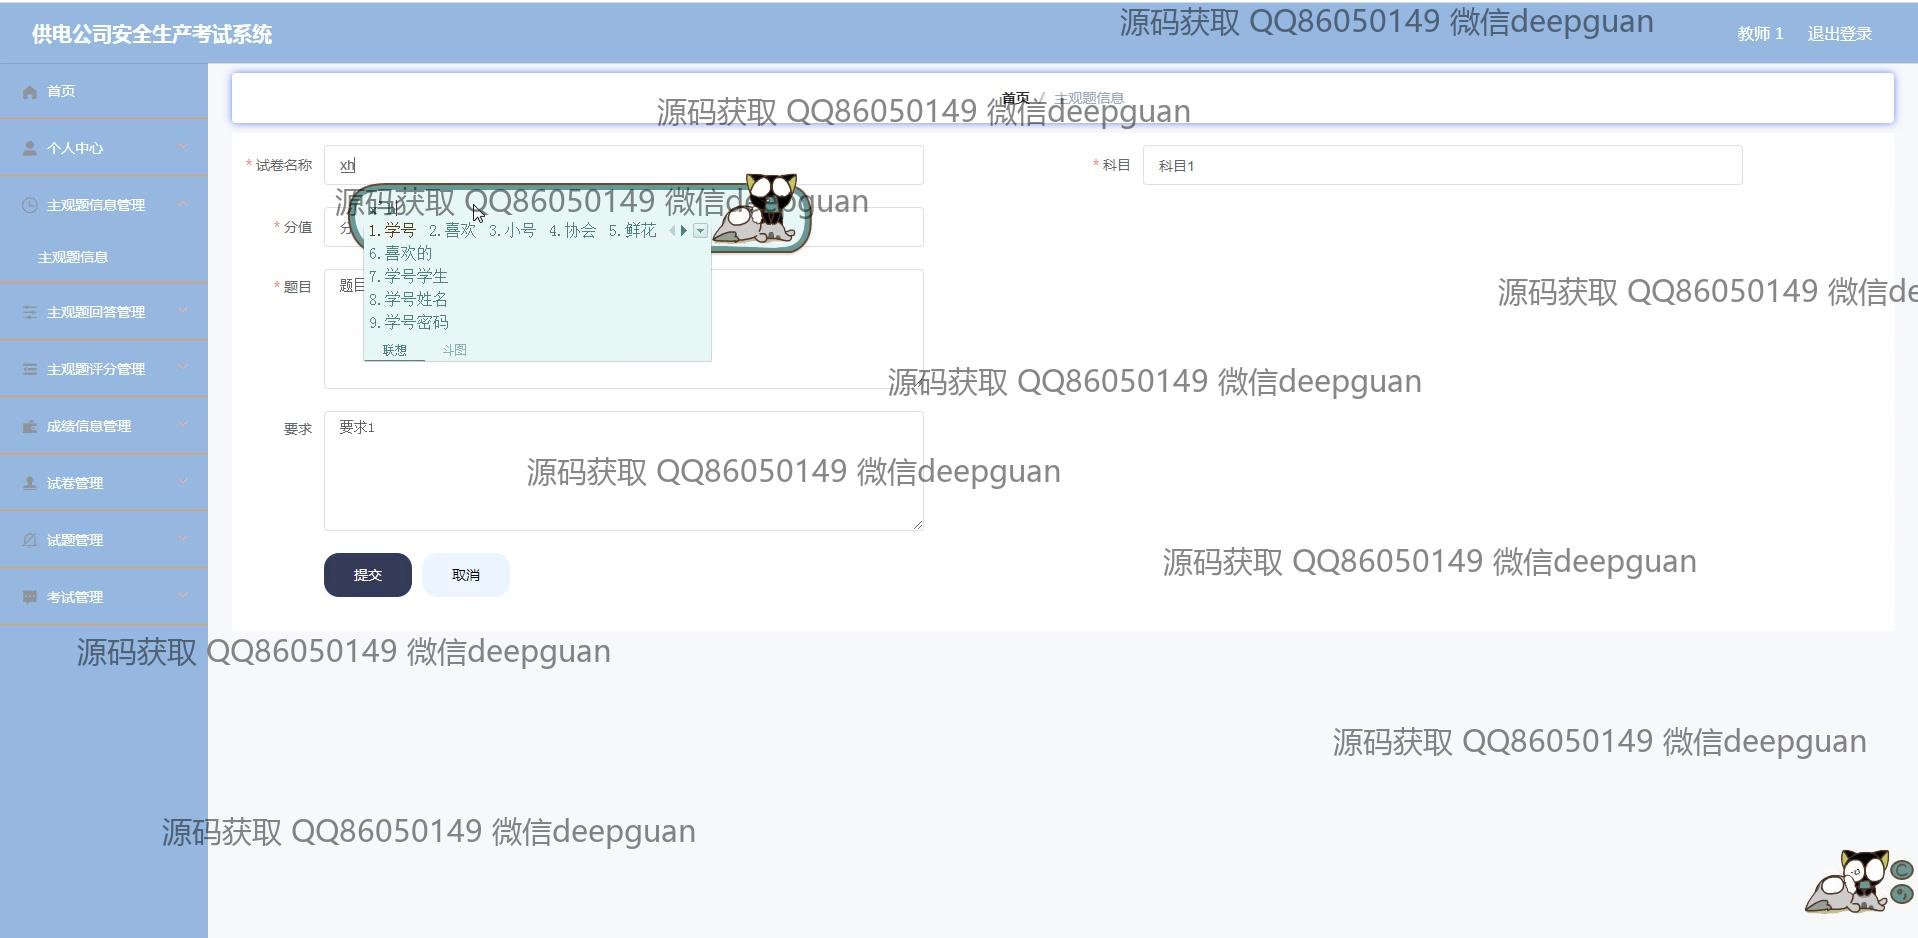 供电公司安全生产考试系统
源码获取 QQ86050149 微信deepguan
教师 1 退出登录
首页
首页 / 主观题信息
源码获取 QQ86050149 微信deepguan
个人中心
* 试卷名称 xh
* 科目 科目1
主观题信息管理
源码获取 QQ86050149 微信deepguan
* 分值 分
1.学号 2.喜欢 3.小号 4.协会 5.鲜花
6.喜欢的
主观题信息
7.学号学生
* 题目 题目
8.学号姓名
源码获取 QQ86050149 微信de
主观题回答管理
9.学号密码
联想 斗图
主观题评分管理
源码获取 QQ86050149 微信deepguan
成绩信息管理
要求 要求1
源码获取 QQ86050149 微信deepguan
试卷管理
试题管理
源码获取 QQ86050149 微信deepguan
提交 取消
考试管理
源码获取 QQ86050149 微信deepguan
源码获取 QQ86050149 微信deepguan
源码获取 QQ86050149 微信deepguan